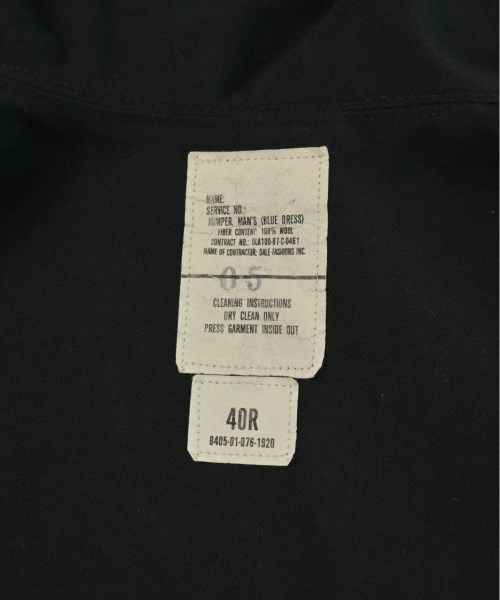 NAME:
SERVICE NO.:
JUMPER, MAN'S (BLUE DRESS)
FIBER CONTENT: 100% WOOL
CONTRACT NO.: DLA100-87-C-0461
NAME OF CONTRACTOR: DALE FASHIONS INC.
05
CLEANING INSTRUCTIONS
DRY CLEAN ONLY
PRESS GARMENT INSIDE OUT
40R
8405-01-076-1920